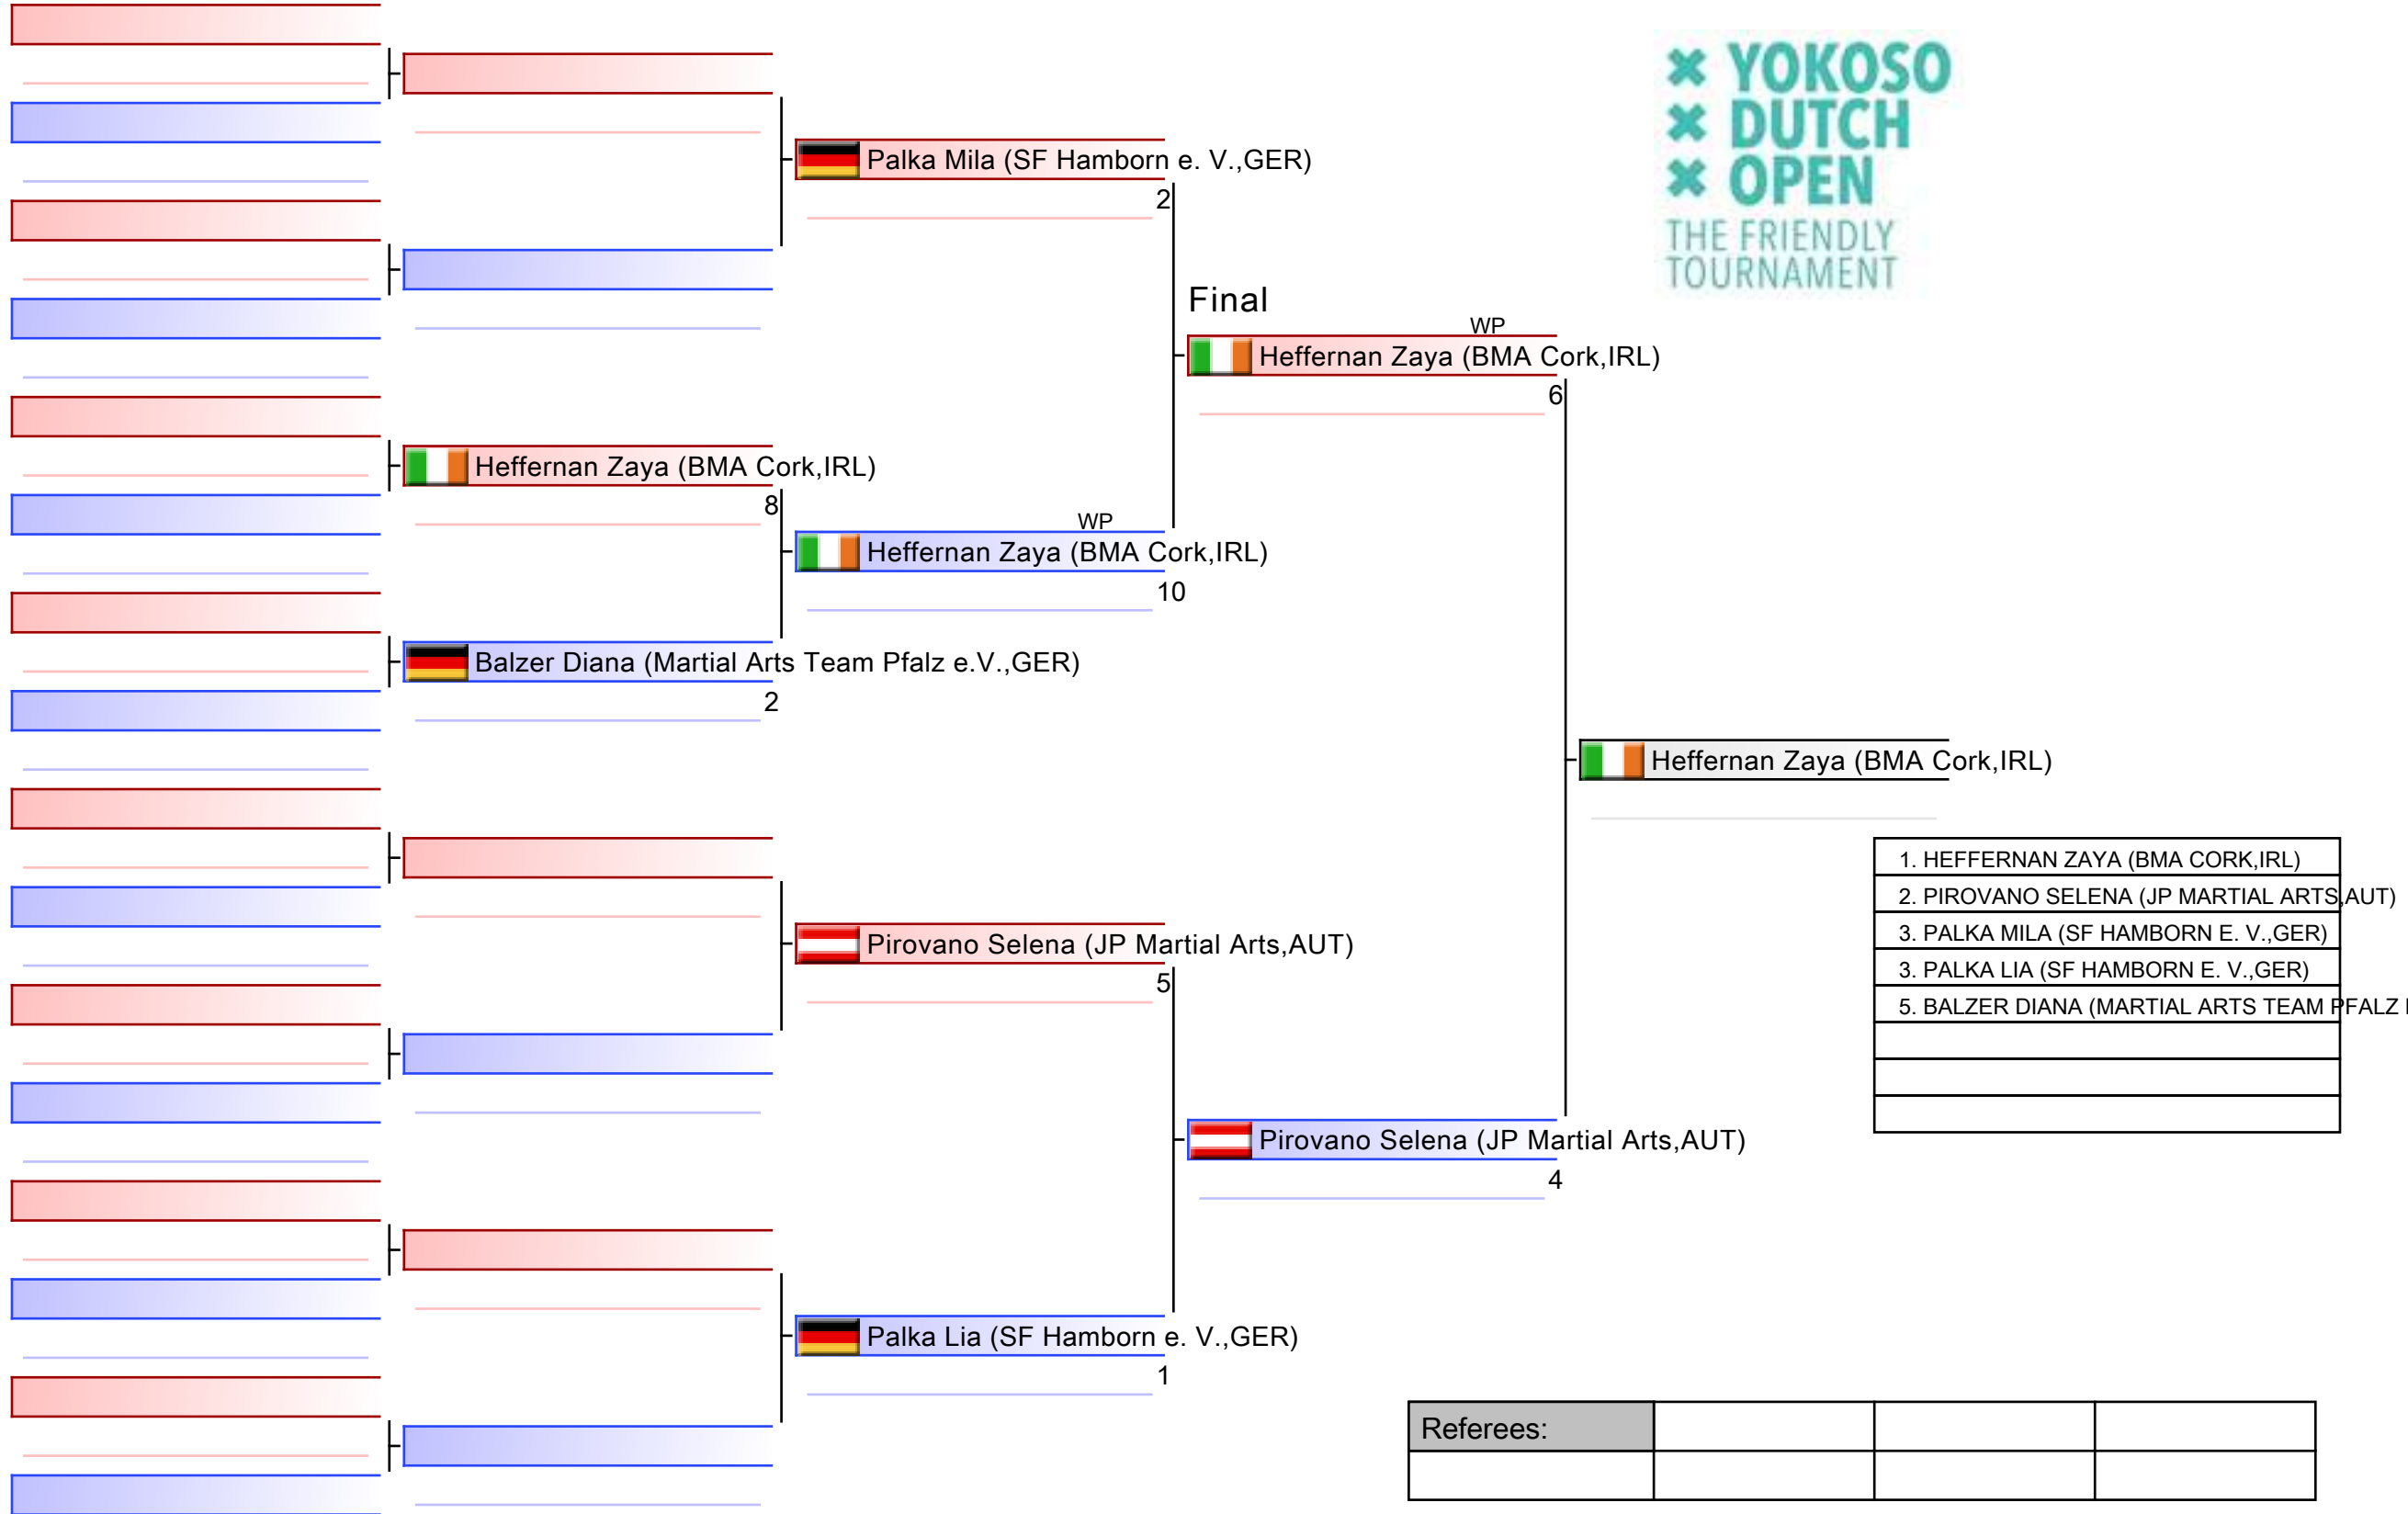 YOKOSO
DUTCH
OPEN
THE FRIENDLY
TOURNAMENT
Palka Mila (SF Hamborn e. V.,GER)
2
Final
WP
Heffernan Zaya (BMA Cork,IRL)
6
Heffernan Zaya (BMA Cork,IRL)
8
WP
Heffernan Zaya (BMA Cork,IRL)
10
Balzer Diana (Martial Arts Team Pfalz e.V.,GER)
2
Heffernan Zaya (BMA Cork,IRL)
1. HEFFERNAN ZAYA (BMA CORK,IRL)
2. PIROVANO SELENA (JP MARTIAL ARTS,AUT)
3. PALKA MILA (SF HAMBORN E. V.,GER)
3. PALKA LIA (SF HAMBORN E. V.,GER)
5. BALZER DIANA (MARTIAL ARTS TEAM PFALZ
Pirovano Selena (JP Martial Arts,AUT)
5
Pirovano Selena (JP Martial Arts,AUT)
4
Palka Lia (SF Hamborn e. V.,GER)
1
Referees: